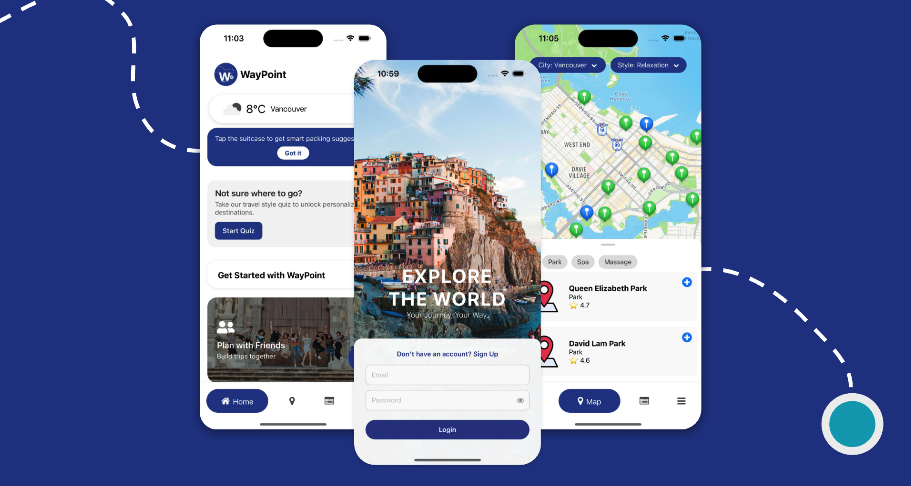 11:03
WayPoint
8°C Vancouver
Tap the suitcase to get smart packing sugges
Got it
Not sure where to go?
Take our travel style quiz to unlock personaliz
destinations.
Start Quiz
Get Started with WayPoint
Plan with Friends
Build trips together
Home
10:59
EXPLORE
THE WORLD
Your Journey. Your Way.
Don't have an account? Sign Up
Email
Password
Login
11:05
City: Vancouver
Style: Relaxation
WEST END
DAVIE
VILLAGE
Park
Spa
Massage
Queen Elizabeth Park
Park
4.7
David Lam Park
Park
4.6
Map